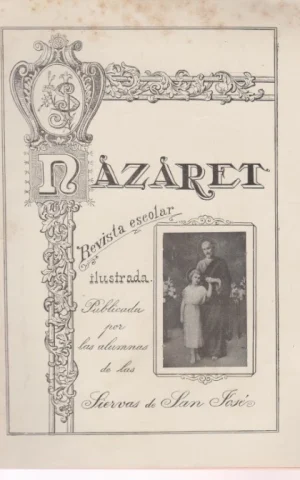 NAZARET
Revista escolar
ilustrada.
Publicada
por
las alumnas
de las
Siervas de San José